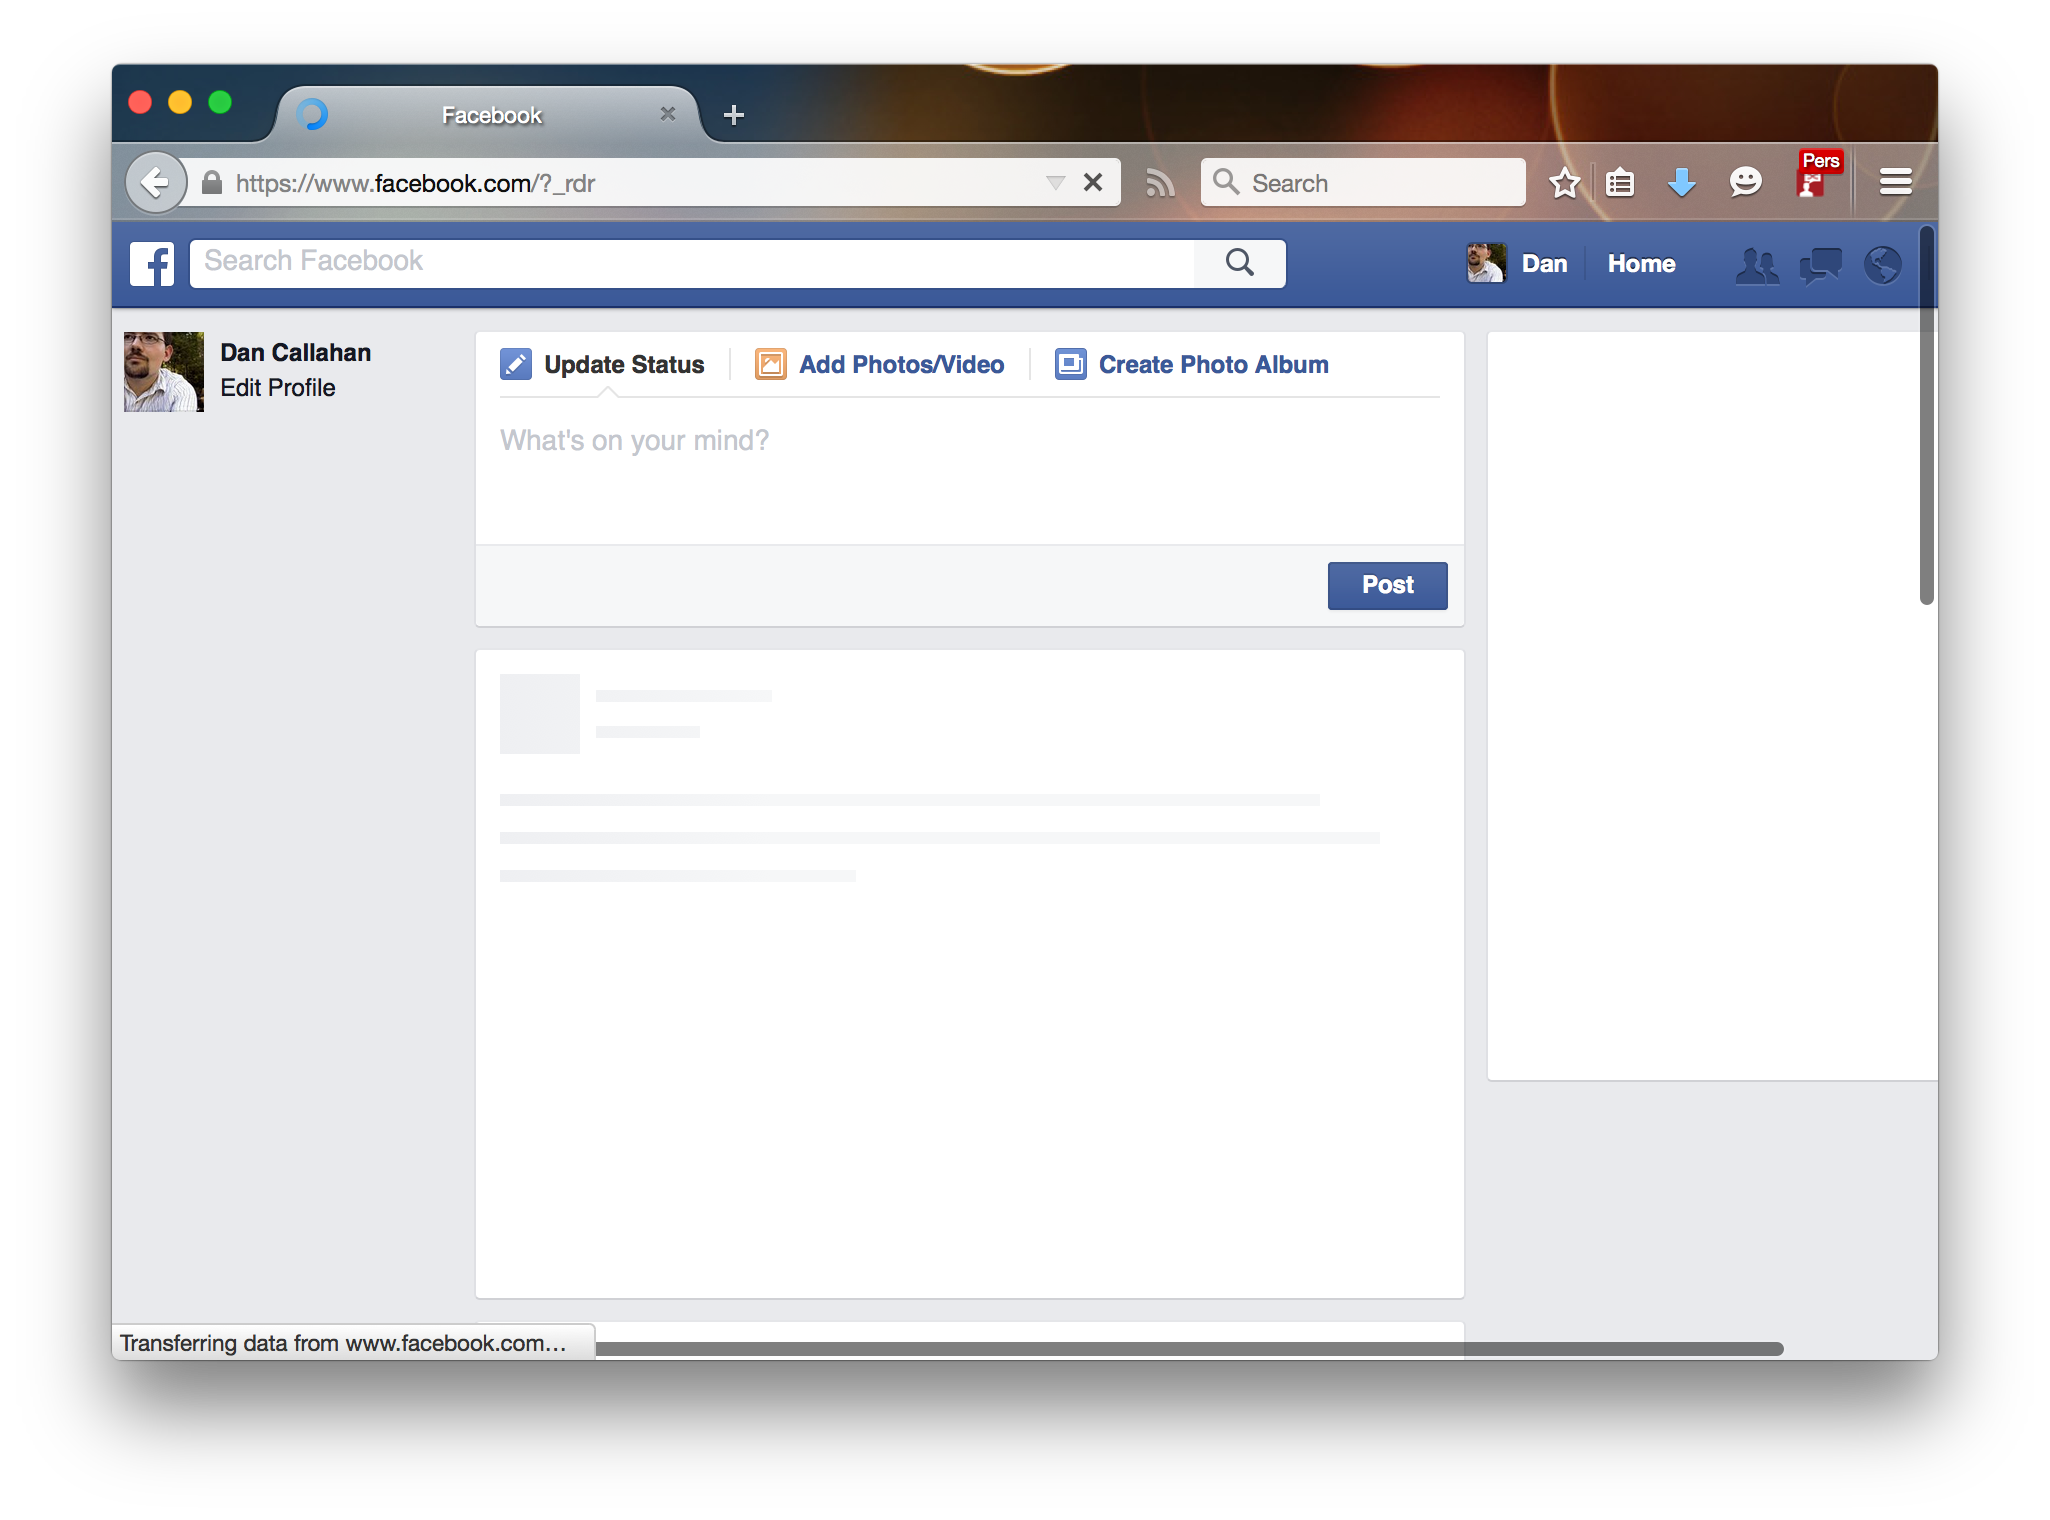 Facebook
Pers
https://www.facebook.com/?_rdr
Search
Search Facebook
Dan
Home
Dan Callahan
Edit Profile
Update Status
Add Photos/Video
Create Photo Album
What's on your mind?
Post
Transferring data from www.facebook.com…